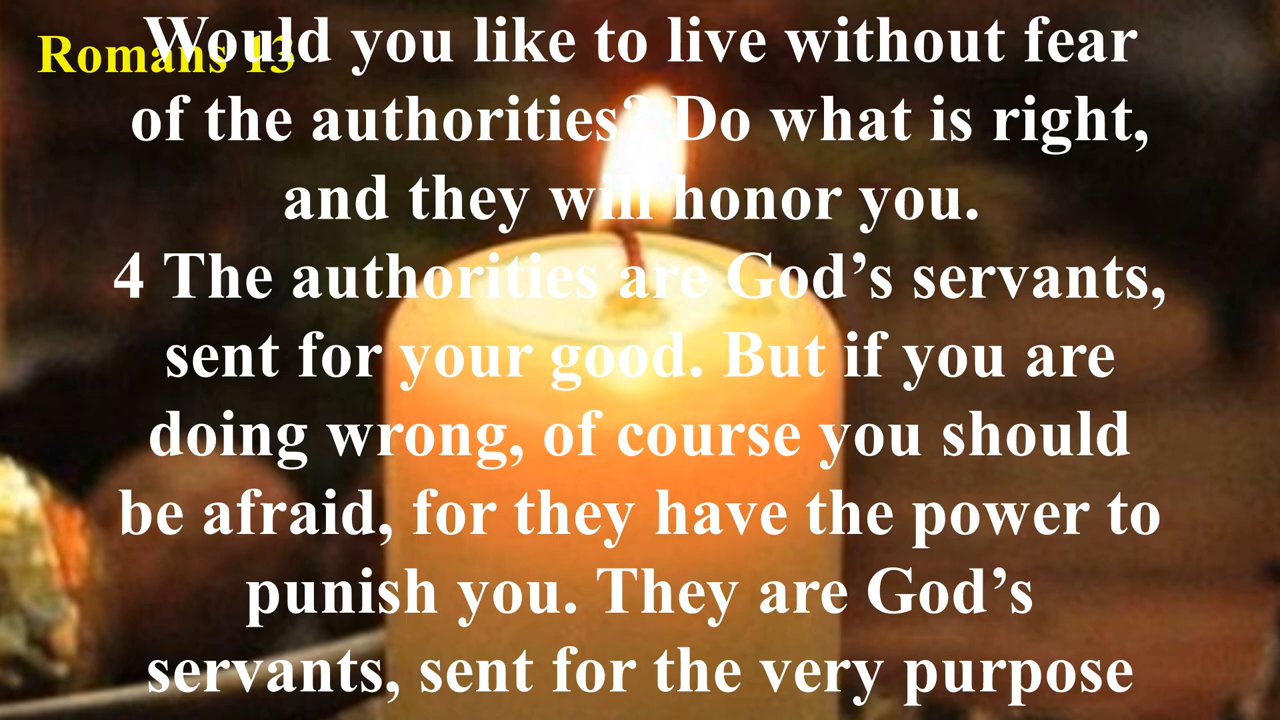 Romans 13
Would you like to live without fear
of the authorities? Do what is right,
and they will honor you.
4 The authorities are God’s servants,
sent for your good. But if you are
doing wrong, of course you should
be afraid, for they have the power to
punish you. They are God’s
servants, sent for the very purpose